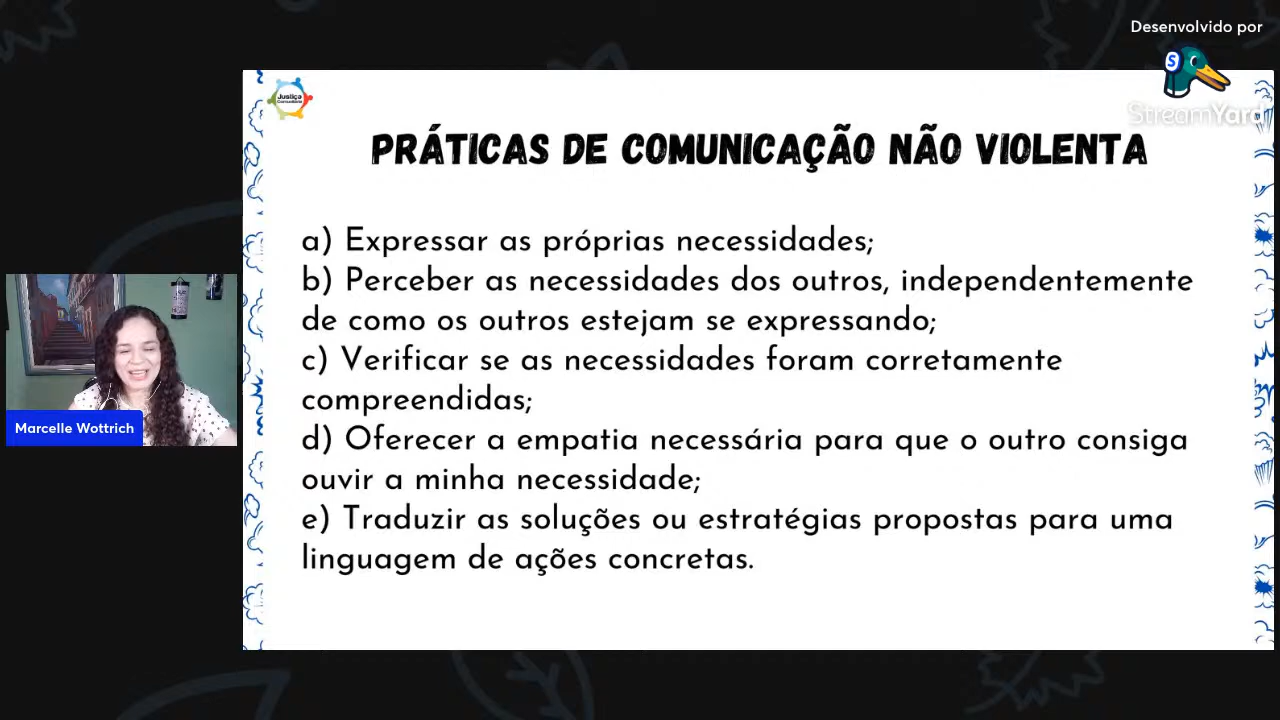 Desenvolvido por
S
StreamYard
Justiça
Comunitária
PRÁTICAS DE COMUNICAÇÃO NÃO VIOLENTA
a) Expressar as próprias necessidades;
b) Perceber as necessidades dos outros, independentemente
de como os outros estejam se expressando;
c) Verificar se as necessidades foram corretamente
compreendidas;
d) Oferecer a empatia necessária para que o outro consiga
ouvir a minha necessidade;
e) Traduzir as soluções ou estratégias propostas para uma
linguagem de ações concretas.
Marcelle Wottrich